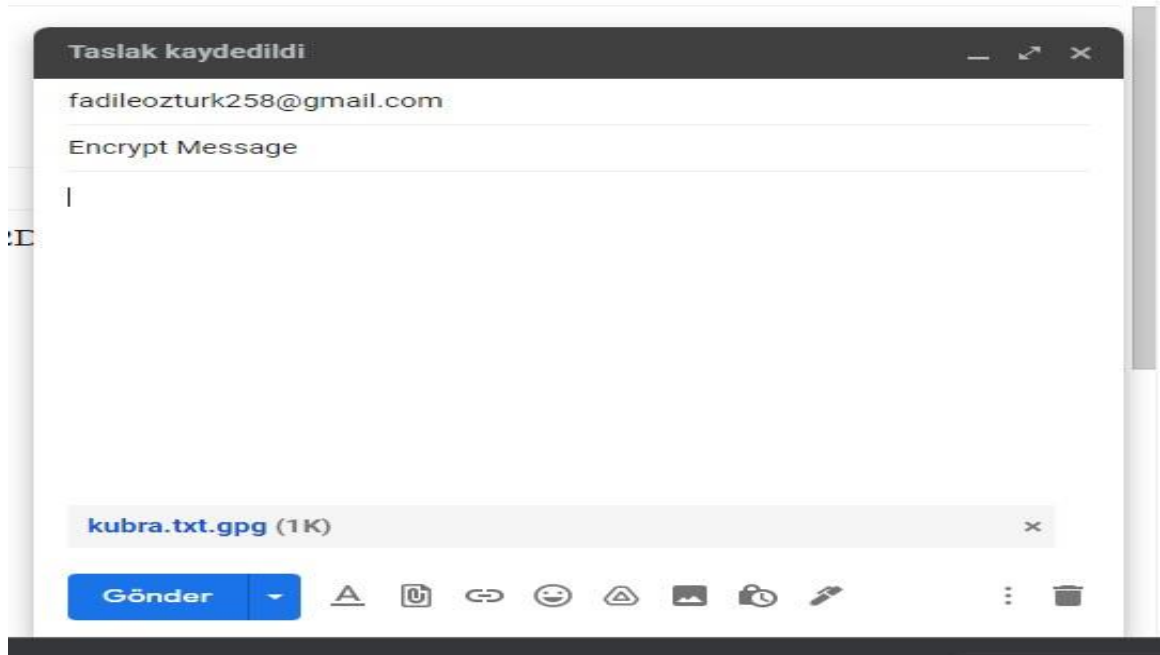 Taslak kaydedildi
fadileozturk258@gmail.com
Encrypt Message
kubra.txt.gpg (1K)
Gönder